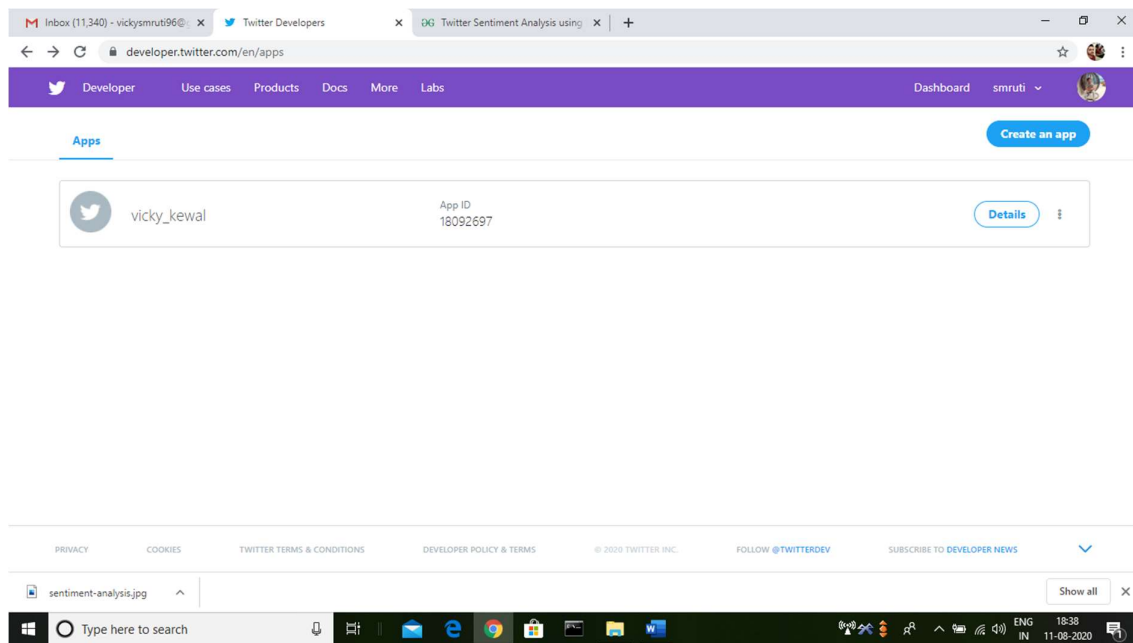 Inbox (11,340) - vickysmruti96@g
Twitter Developers
GG Twitter Sentiment Analysis using
developer.twitter.com/en/apps
Developer Use cases Products Docs More Labs Dashboard smruti
Apps
Create an app
vicky_kewal
App ID
18092697
Details
PRIVACY COOKIES TWITTER TERMS & CONDITIONS DEVELOPER POLICY & TERMS © 2020 TWITTER INC. FOLLOW @TWITTERDEV SUBSCRIBE TO DEVELOPER NEWS
sentiment-analysis.jpg
Show all
Type here to search
ENG
IN
18:38
11-08-2020
1